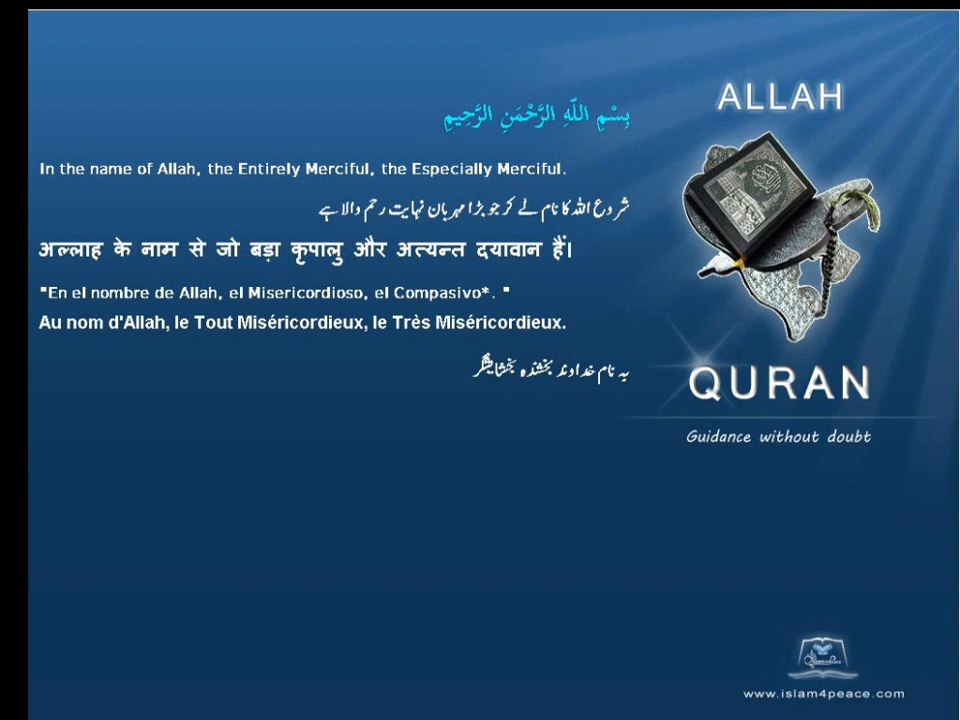 بِسْمِ اللّهِ الرَّحْمَنِ الرَّحِيمِ
In the name of Allah, the Entirely Merciful, the Especially Merciful.
شروع اللہ کا نام لے کر جو بڑا مہربان نہایت رحم والا ہے
अल्लाह के नाम से जो बड़ा कृपालु और अत्यन्त दयावान हैं।
"En el nombre de Allah, el Misericordioso, el Compasivo*. "
Au nom d'Allah, le Tout Miséricordieux, le Très Miséricordieux.
به نام خداوند بخشنده بخشایشگر
ALLAH
QURAN
Guidance without doubt
www.islam4peace.com